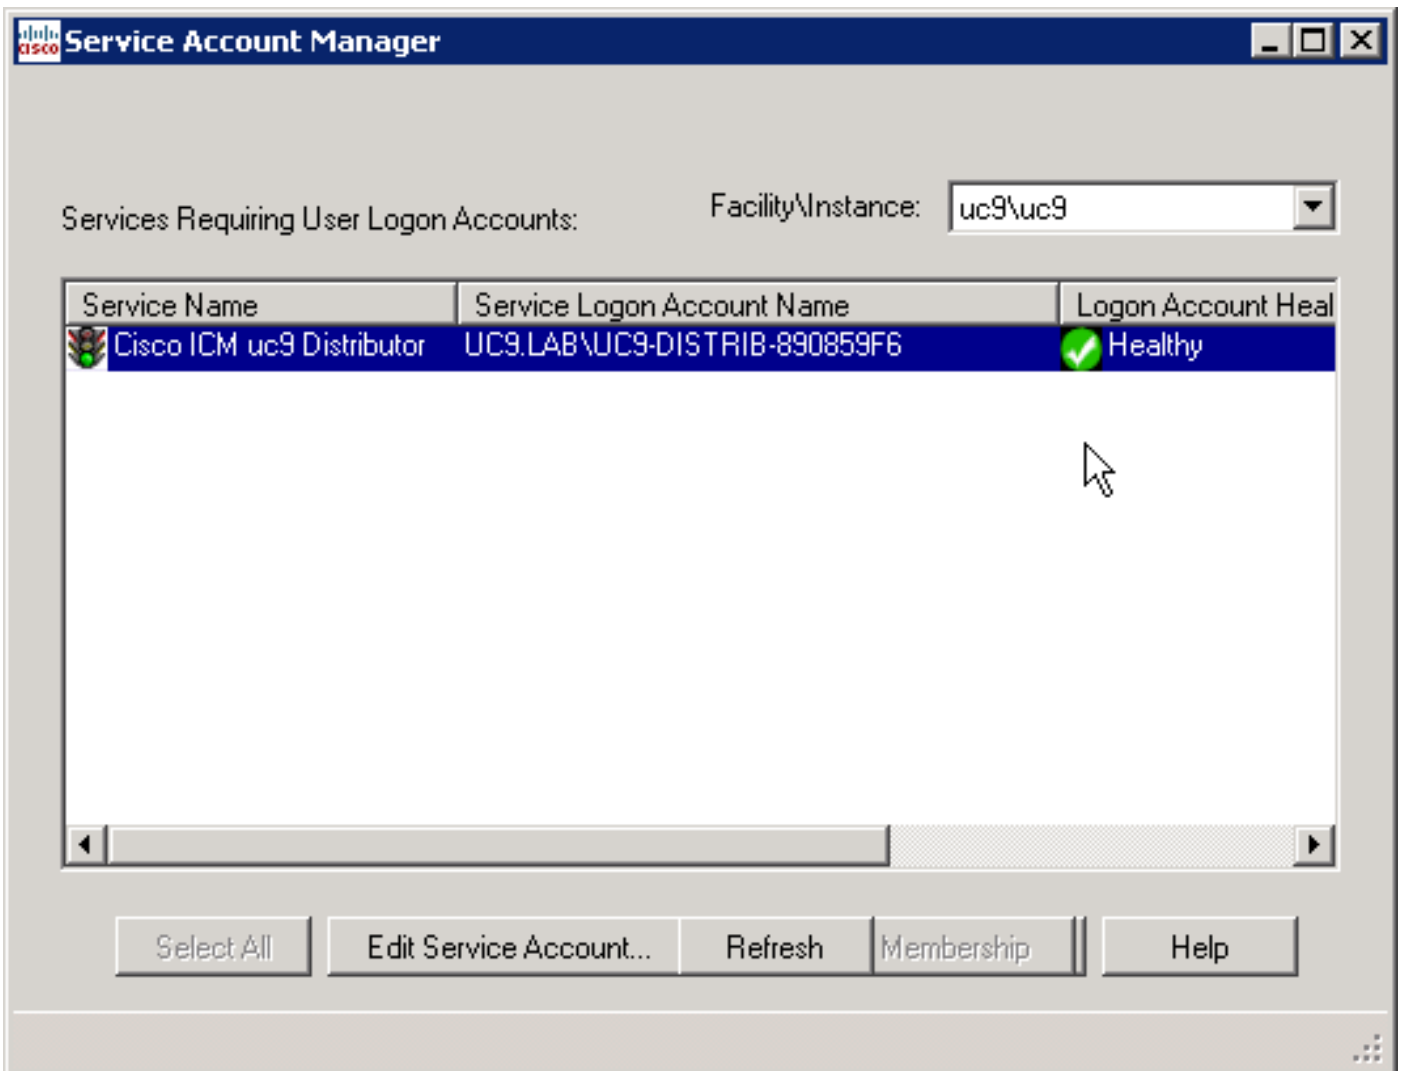 cisco Service Account Manager
Services Requiring User Logon Accounts:
Facility\Instance: uc9\uc9
Service Name Service Logon Account Name Logon Account Heal
Cisco ICM uc9 Distributor UC9.LAB\UC9-DISTRIB-890859F6 Healthy
Select All Edit Service Account... Refresh Membership Help